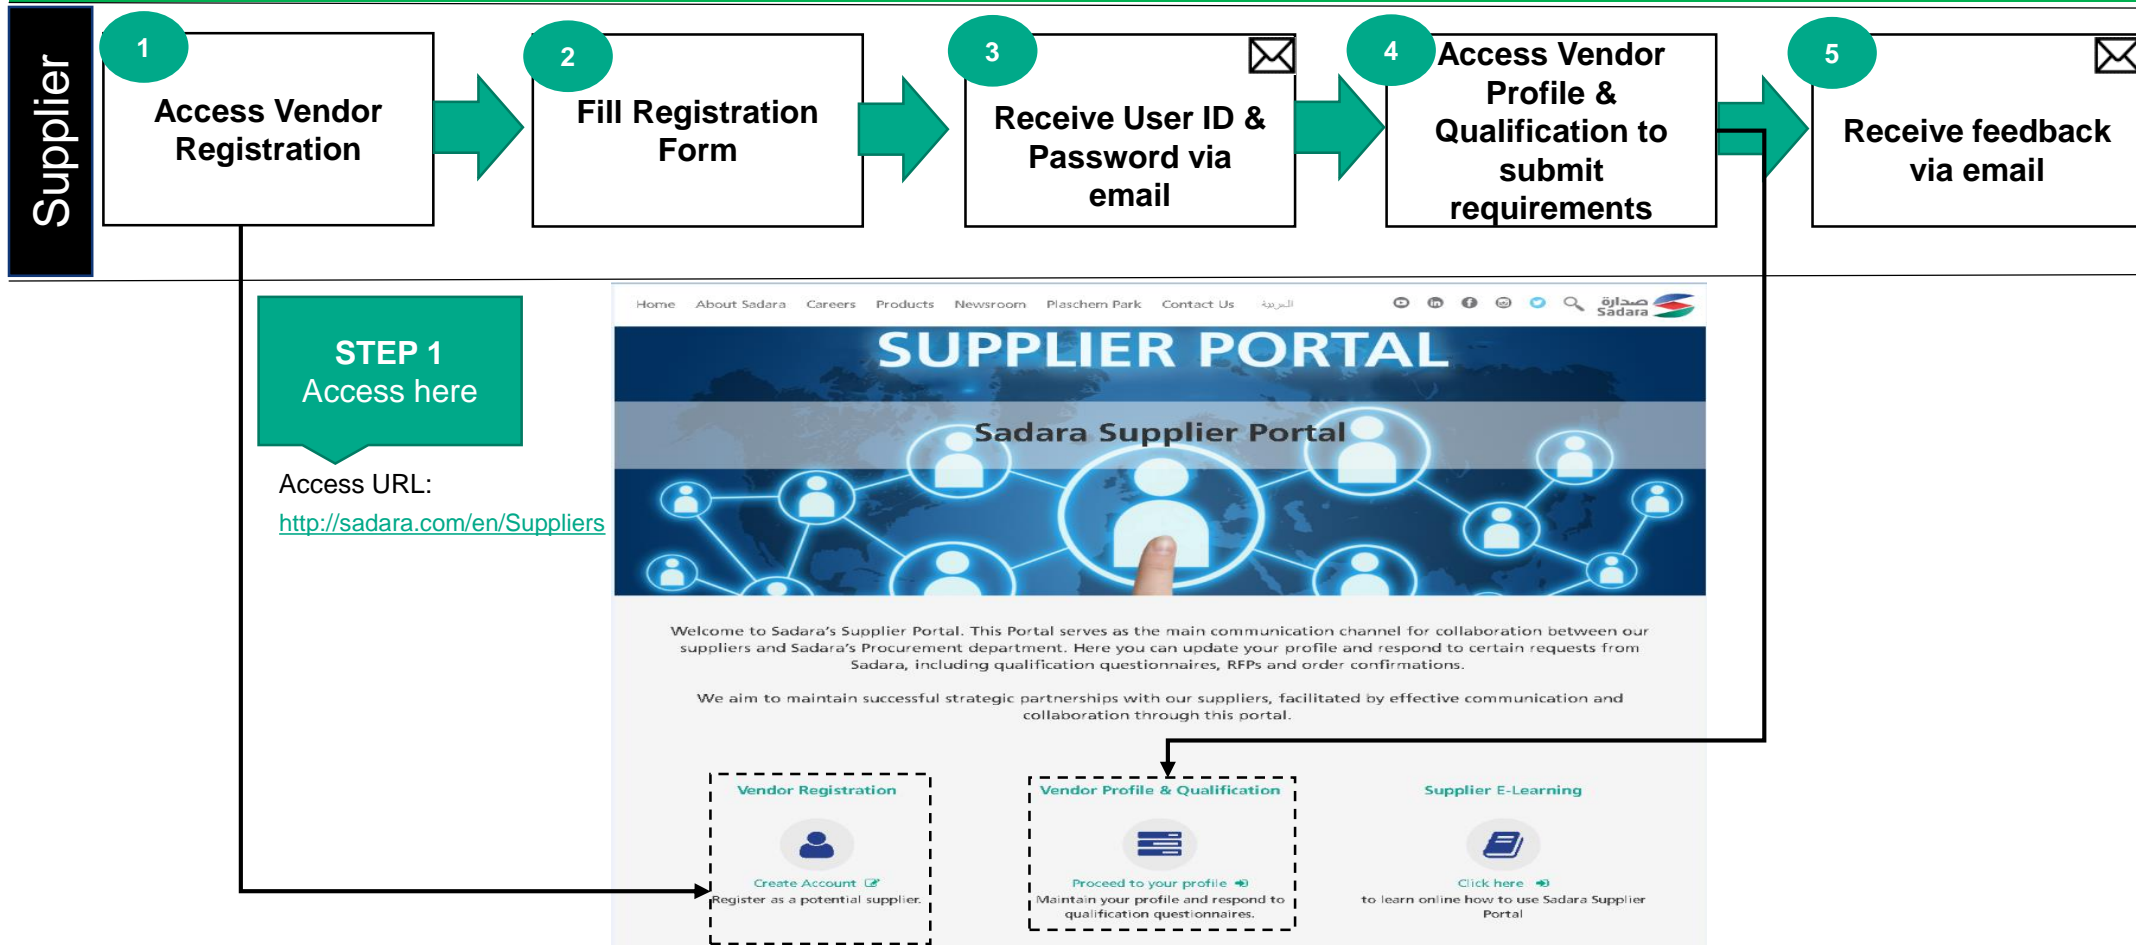 Supplier
1
Access Vendor
Registration
2
Fill Registration
Form
3
Receive User ID &
Password via
email
4
Access Vendor
Profile &
Qualification to
submit
requirements
5
Receive feedback
via email
STEP 1
Access here
Access URL:
http://sadara.com/en/Suppliers
Home About Sadara Careers Products Newsroom Plaschem Park Contact Us العربية
صدارة
Sadara
SUPPLIER PORTAL
Sadara Supplier Portal
Welcome to Sadara's Supplier Portal. This Portal serves as the main communication channel for collaboration between our
suppliers and Sadara's Procurement department. Here you can update your profile and respond to certain requests from
Sadara, including qualification questionnaires, RFPs and order confirmations.
We aim to maintain successful strategic partnerships with our suppliers, facilitated by effective communication and
collaboration through this portal.
Vendor Registration
Create Account
Register as a potential supplier.
Vendor Profile & Qualification
Proceed to your profile
Maintain your profile and respond to
qualification questionnaires.
Supplier E-Learning
Click here
to learn online how to use Sadara Supplier
Portal